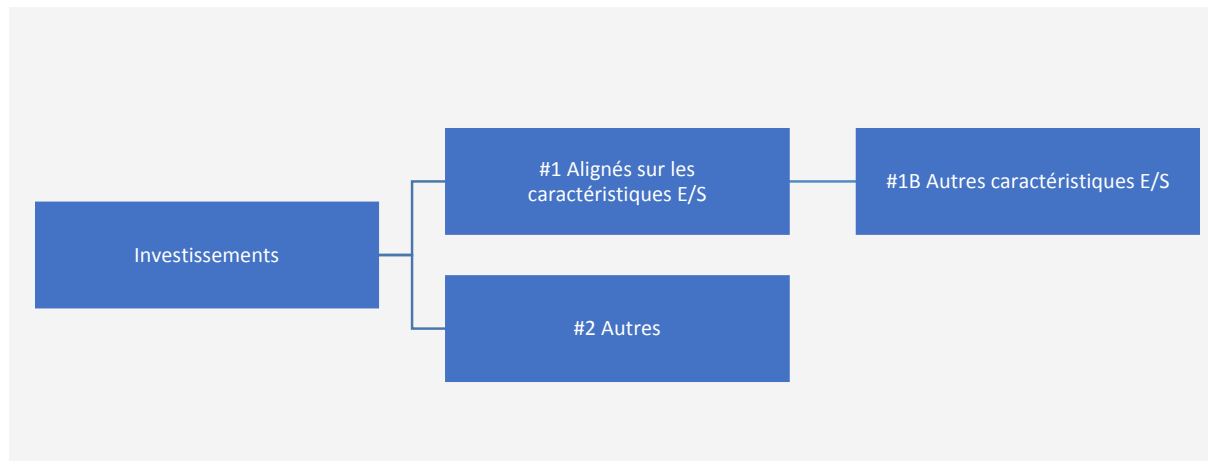 Investissements
#1 Alignés sur les
caractéristiques E/S
#2 Autres
#1B Autres caractéristiques E/S